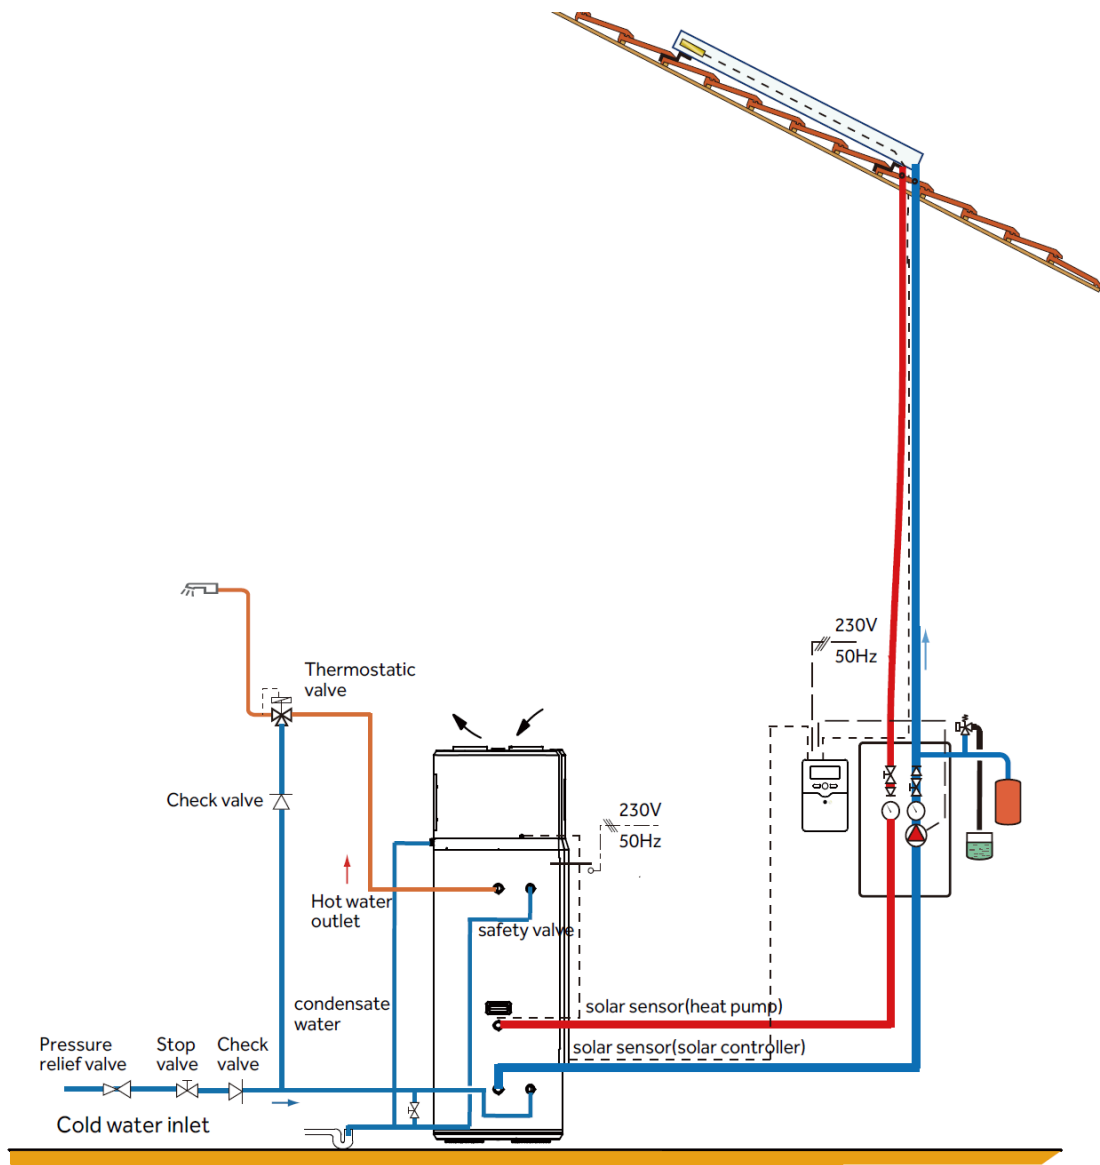 230V
50Hz
Thermostatic
valve
Check valve
230V
50Hz
Hot water
outlet
safety valve
condensate
water
solar sensor(heat pump)
solar sensor(solar controller)
Pressure
relief valve
Stop
valve
Check
valve
Cold water inlet